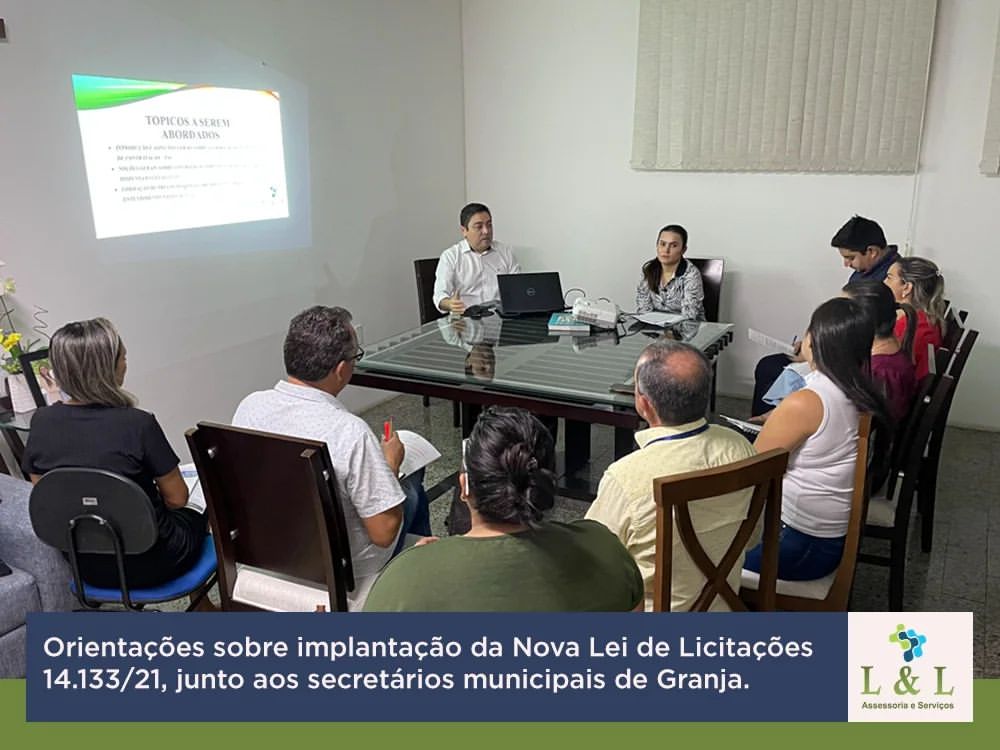 TOPICOS A SEREM
ABORDADOS
DELL
Orientações sobre implantação da Nova Lei de Licitações
14.133/21, junto aos secretários municipais de Granja.
L & L
Assessoria e Serviços